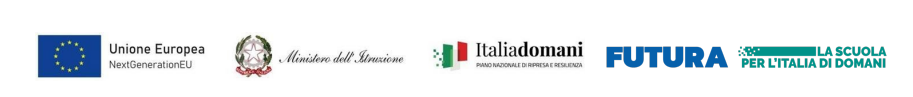 Unione Europea
NextGenerationEU
Ministero dell'Istruzione
Italiadomani
PIANO NAZIONALE DI RIPRESA E RESILIENZA
FUTURA
LA SCUOLA
PER L'ITALIA DI DOMANI